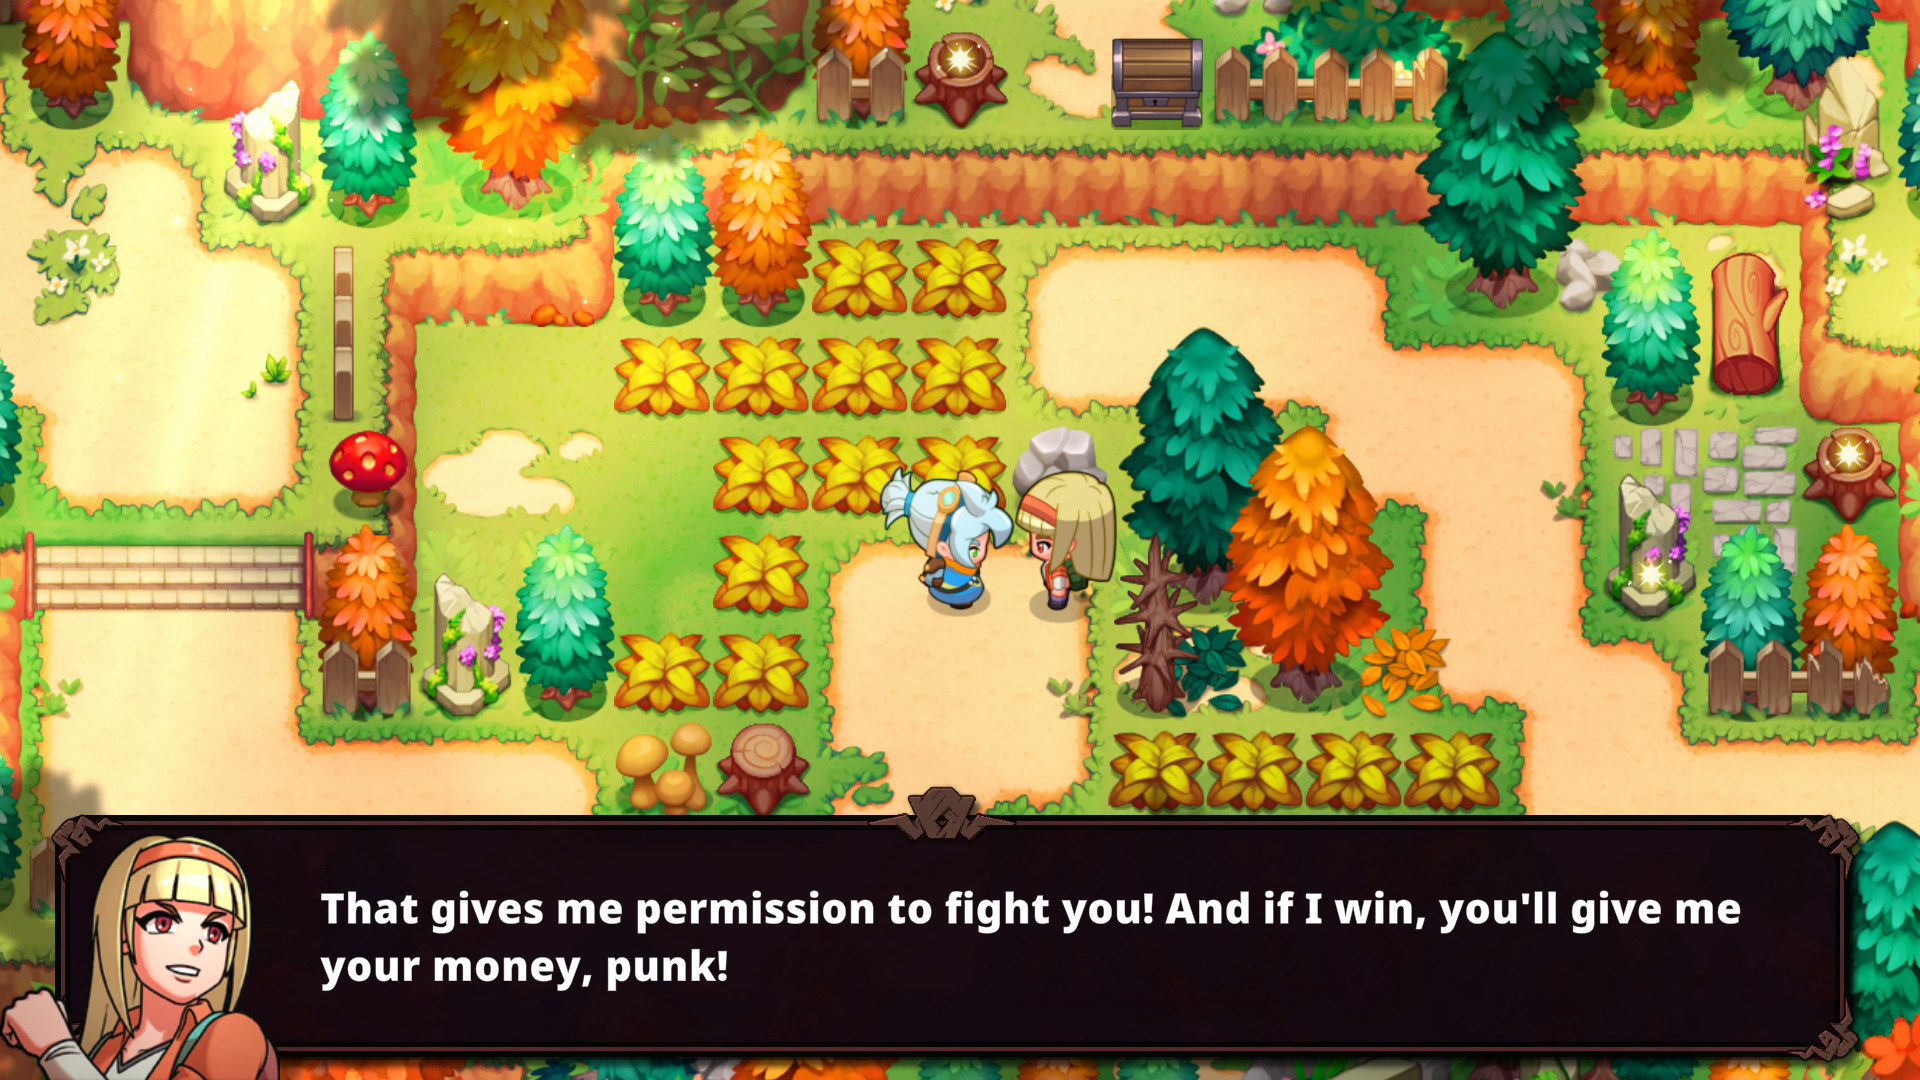 That gives me permission to fight you! And if I win, you'll give me
your money, punk!